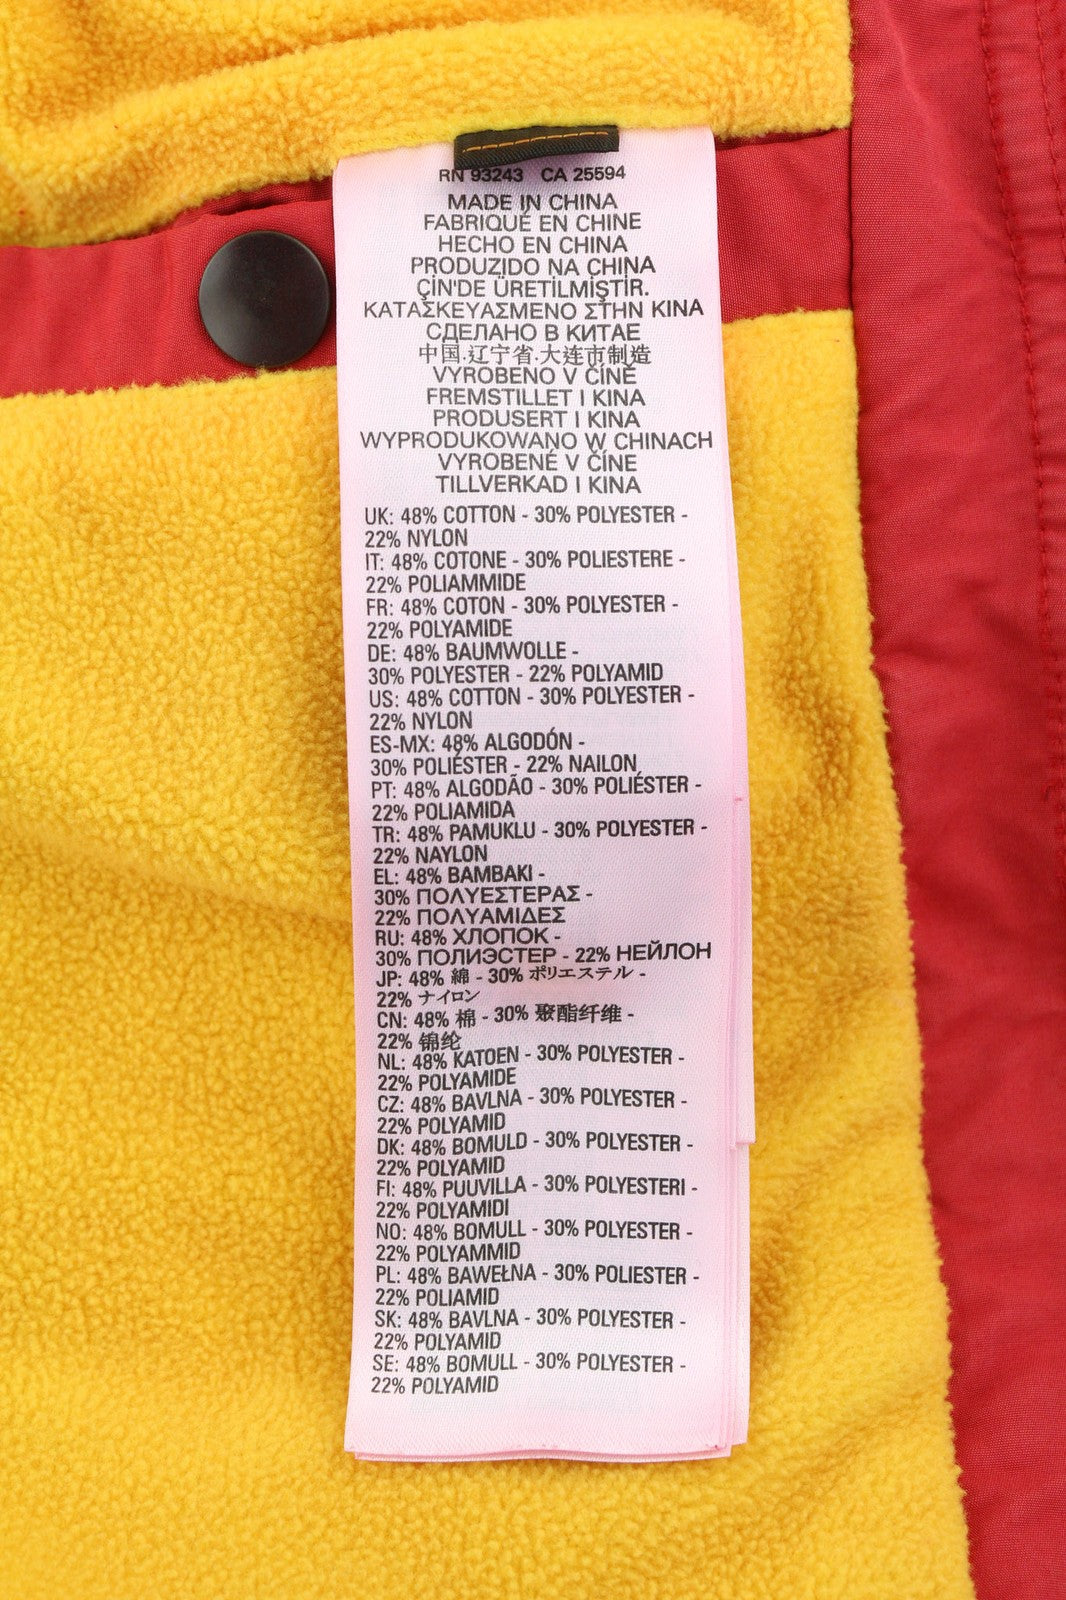 RN 93243 CA 25594
MADE IN CHINA
FABRIQUÉ EN CHINE
HECHO EN CHINA
PRODUZIDO NA CHINA
ÇİN'DE ÜRETİLMİŞTİR.
ΚΑΤΑΣΚΕΥΑΣΜΕΝΟ ΣΤΗΝ ΚΙΝΑ
СДЕЛАНО В КИТАЕ
中国.辽宁省.大连市制造
VYROBENO V ČÍNĚ
FREMSTILLET I KINA
PRODUSERT I KINA
WYPRODUKOWANO W CHINACH
VYROBENÉ V ČÍNE
TILLVERKAD I KINA
UK: 48% COTTON - 30% POLYESTER -
22% NYLON
IT: 48% COTONE - 30% POLIESTERE -
22% POLIAMMIDE
FR: 48% COTON - 30% POLYESTER -
22% POLYAMIDE
DE: 48% BAUMWOLLE -
30% POLYESTER - 22% POLYAMID
US: 48% COTTON - 30% POLYESTER -
22% NYLON
ES-MX: 48% ALGODÓN -
30% POLIÉSTER - 22% NAILON
PT: 48% ALGODÃO - 30% POLIÉSTER -
22% POLIAMIDA
TR: 48% PAMUKLU - 30% POLYESTER -
22% NAYLON
EL: 48% ΒΑΜΒΑΚΙ -
30% ΠΟΛΥΕΣΤΕΡΑΣ -
22% ΠΟΛΥΑΜΙΔΕΣ
RU: 48% ХЛОПОК -
30% ПОЛИЭСТЕР - 22% НЕЙЛОН
JP: 48% 綿 - 30% ポリエステル -
22% ナイロン
CN: 48% 棉 - 30% 聚酯纤维 -
22% 锦纶
NL: 48% KATOEN - 30% POLYESTER -
22% POLYAMIDE
CZ: 48% BAVLNA - 30% POLYESTER -
22% POLYAMID
DK: 48% BOMULD - 30% POLYESTER -
22% POLYAMID
FI: 48% PUUVILLA - 30% POLYESTERI -
22% POLYAMIDI
NO: 48% BOMULL - 30% POLYESTER -
22% POLYAMMID
PL: 48% BAWEŁNA - 30% POLIESTER -
22% POLIAMID
SK: 48% BAVLNA - 30% POLYESTER -
22% POLYAMID
SE: 48% BOMULL - 30% POLYESTER -
22% POLYAMID